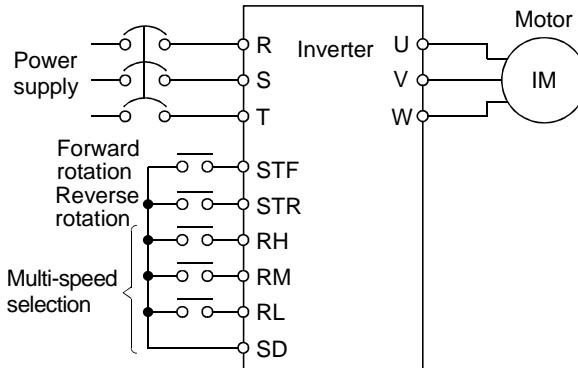 Motor
Power
supply
R
S
T
Inverter
U
V
W
IM
Forward
rotation
STF
Reverse
rotation
STR
Multi-speed
selection
RH
RM
RL
SD